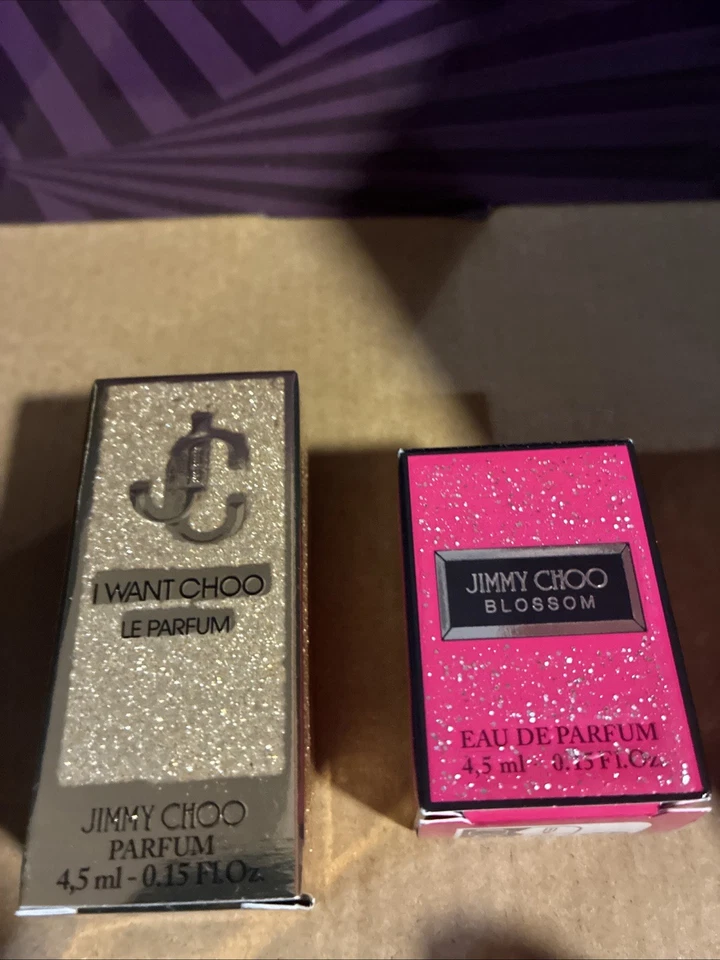 JC
I WANT CHOO
LE PARFUM
JIMMY CHOO
PARFUM
4,5 ml - 0.15 Fl.Oz.
JIMMY CHOO
BLOSSOM
EAU DE PARFUM
4,5 ml - 0.15 Fl.Oz.